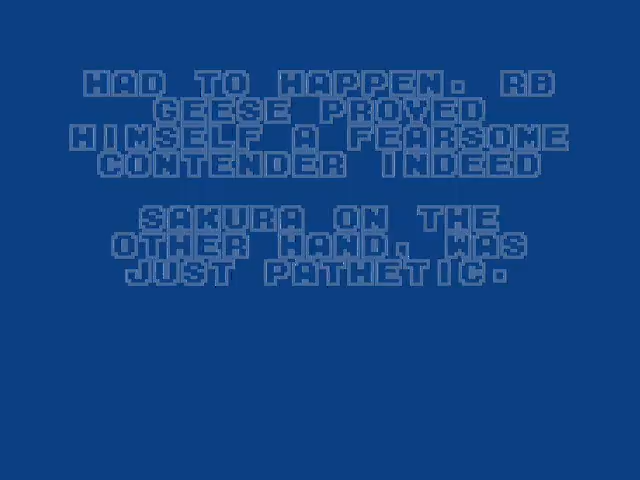 HAD TO HAPPEN. RB
GEESE PROVED
HIMSELF A FEARSOME
CONTENDER INDEED
SAKURA ON THE
OTHER HAND, WAS
JUST PATHETIC.